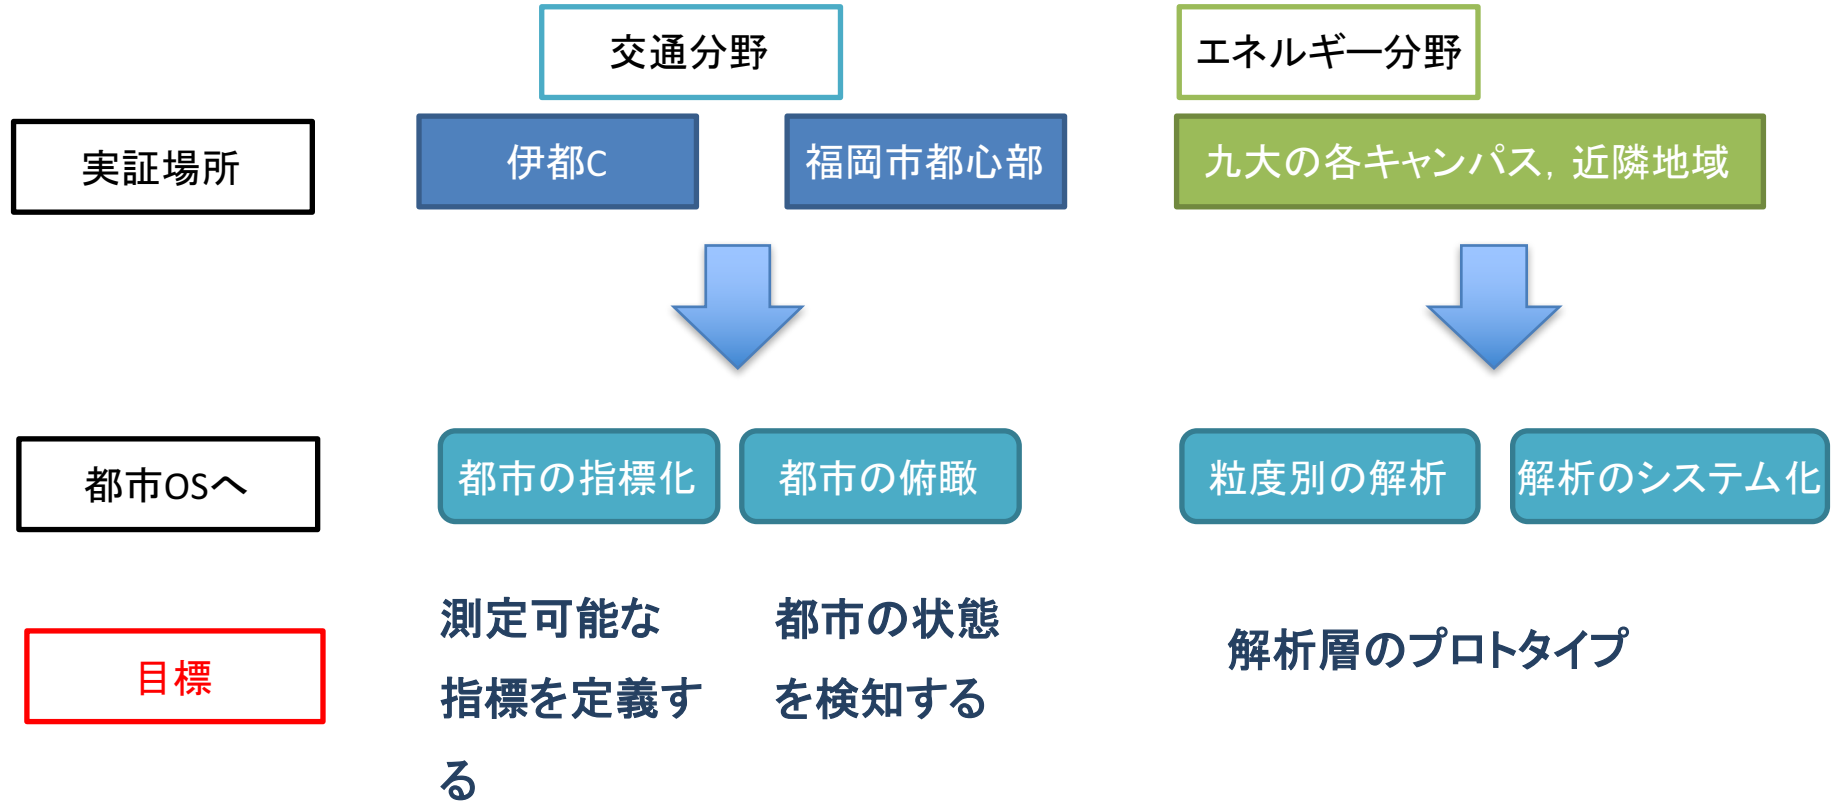 交通分野
エネルギー分野
実証場所
伊都C
福岡市都心部
九大の各キャンパス，近隣地域
都市OSへ
都市の指標化
都市の俯瞰
粒度別の解析
解析のシステム化
目標
測定可能な
指標を定義す
る
都市の状態
を検知する
解析層のプロトタイプ